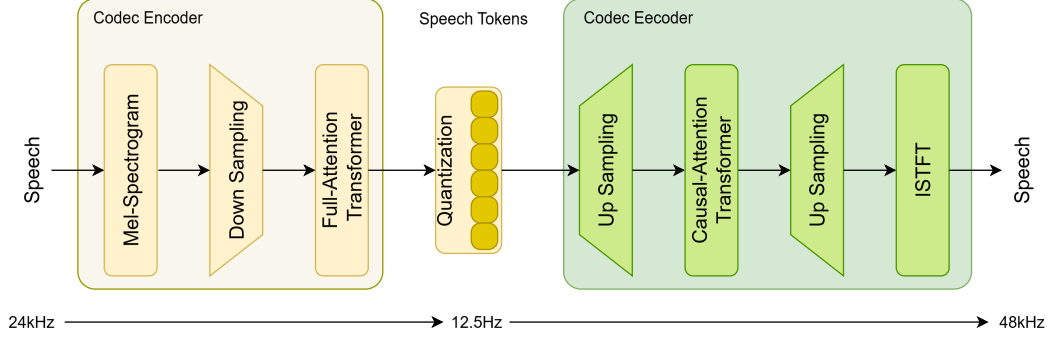 Codec Encoder
Speech Tokens
Codec Eecoder
Speech
Mel-Spectrogram
Down Sampling
Full-Attention
Transformer
Quantization
Up Sampling
Causal-Attention
Transformer
Up Sampling
ISTFT
Speech
24kHz
12.5Hz
48kHz